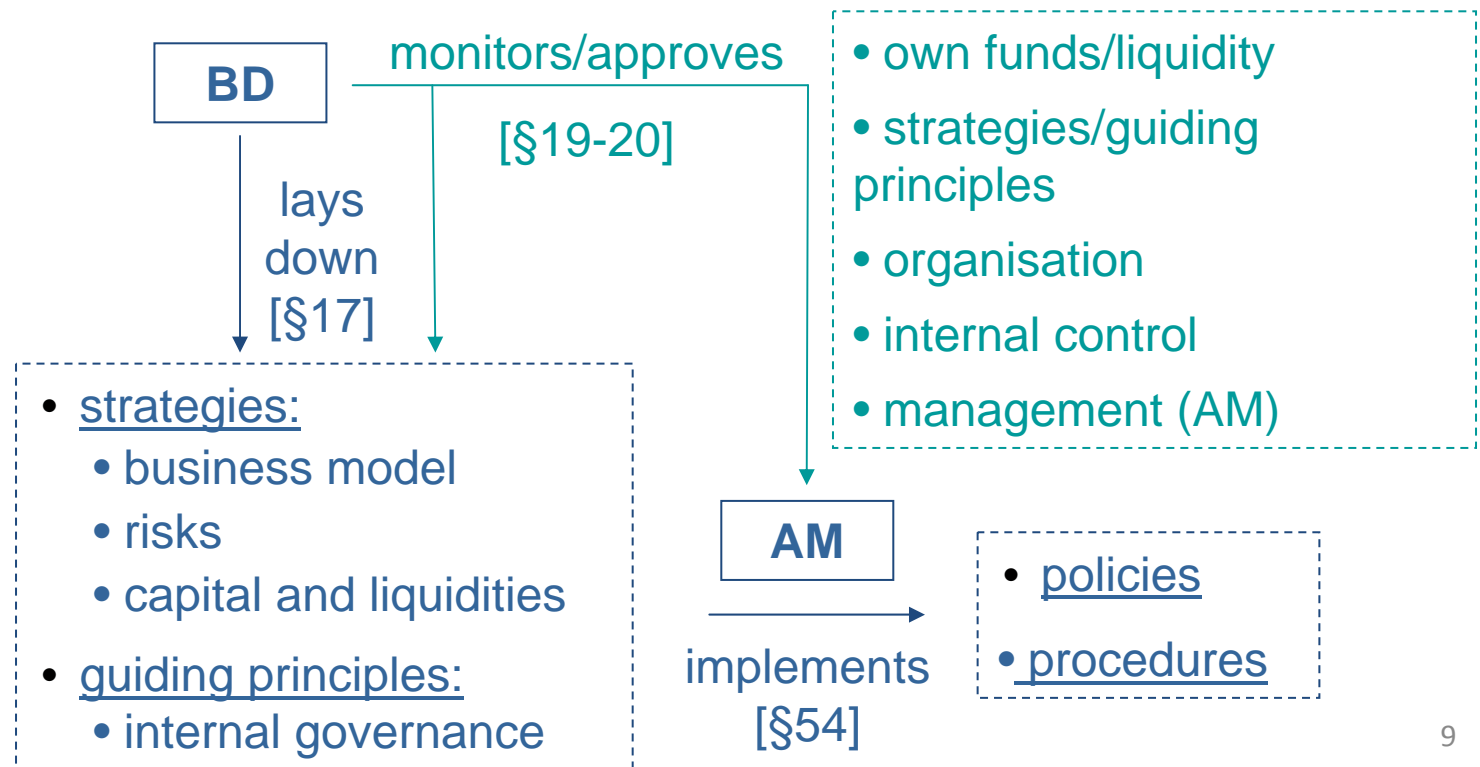 BD
monitors/approves
[§19-20]
lays
down
[§17]
• own funds/liquidity
• strategies/guiding
principles
• organisation
• internal control
• management (AM)
• strategies:
• business model
• risks
• capital and liquidities
• guiding principles:
• internal governance
AM
implements
[§54]
• policies
• procedures
9